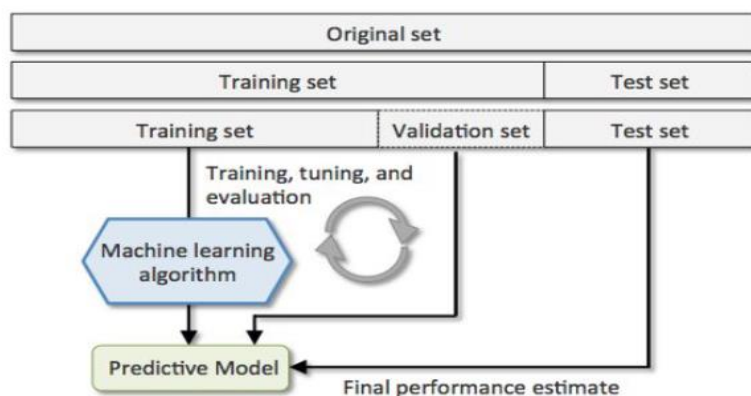 Original set
Training set Test set
Training set Validation set Test set
Training, tuning, and
evaluation
Machine learning
algorithm
Predictive Model
Final performance estimate